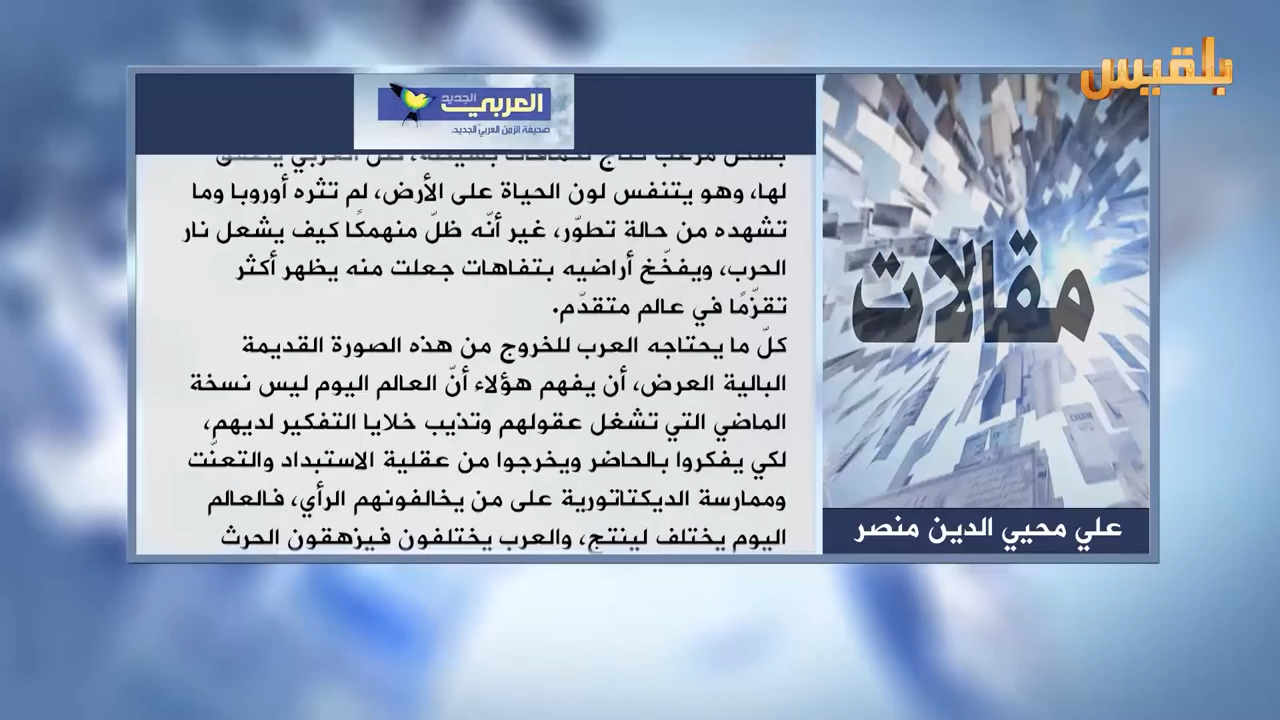 بلقيس
العربي الجديد
صحيفة الزمن العربيّ الجديد.
لها، وهو يتنفس لون الحياة على الأرض، لم تثره أوروبا وما
تشهده من حالة تطوّر، غير أنّه ظلّ منهمكًا كيف يشعل نار
الحرب، ويفخّخ أراضيه بتفاهات جعلت منه يظهر أكثر
تقزّمًا في عالم متقدّم.
كلّ ما يحتاجه العرب للخروج من هذه الصورة القديمة
البالية العرض، أن يفهم هؤلاء أنّ العالم اليوم ليس نسخة
الماضي التي تشغل عقولهم وتذيب خلايا التفكير لديهم،
لكي يفكروا بالحاضر ويخرجوا من عقلية الاستبداد والتعنّت
وممارسة الديكتاتورية على من يخالفونهم الرأي، فالعالم
اليوم يختلف لينتج، والعرب يختلفون فيزهقون الحرث
مقالات
علي محيي الدين منصر